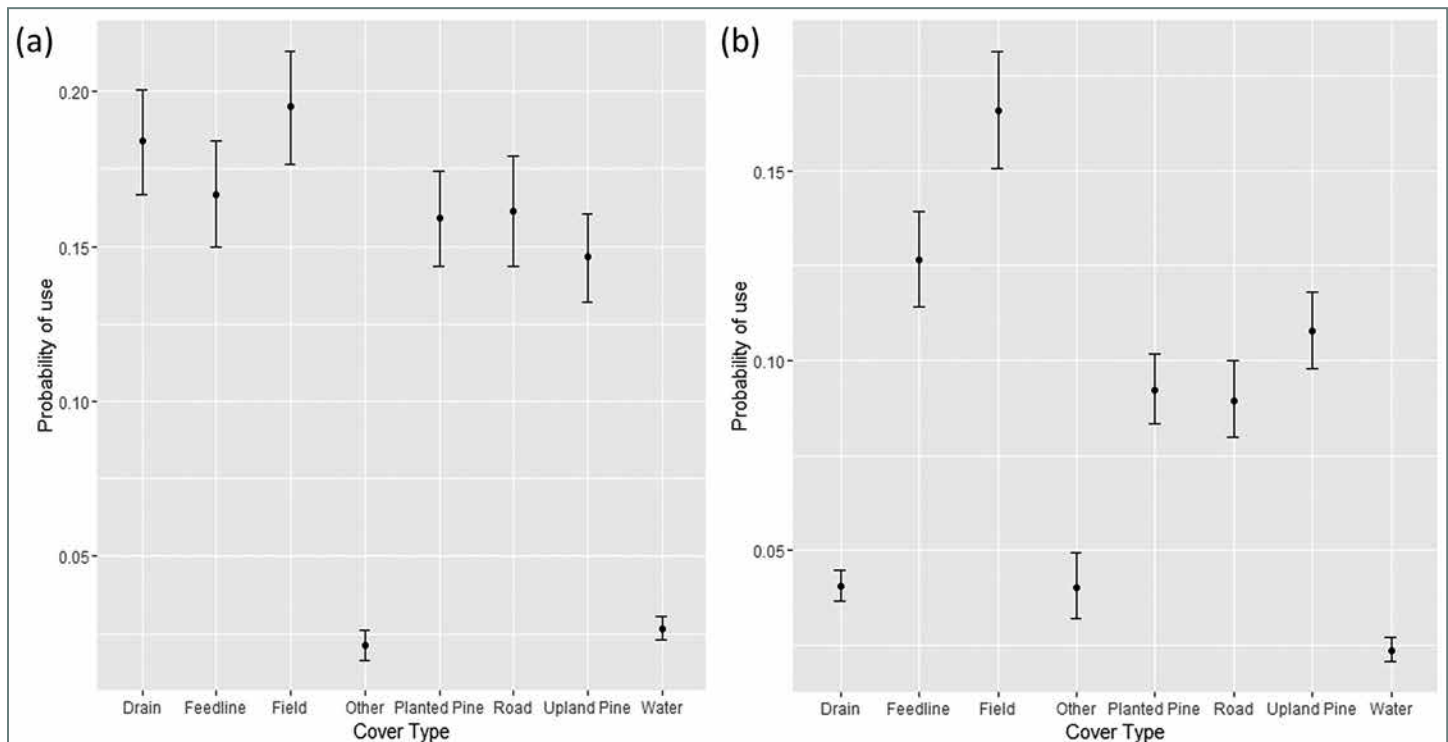 (a)
Probability of use
0.20
0.15
0.10
0.05
Drain Feedline Field Other Planted Pine Road Upland Pine Water
Cover Type
(b)
Probability of use
0.15
0.10
0.05
Drain Feedline Field Other Planted Pine Road Upland Pine Water
Cover Type